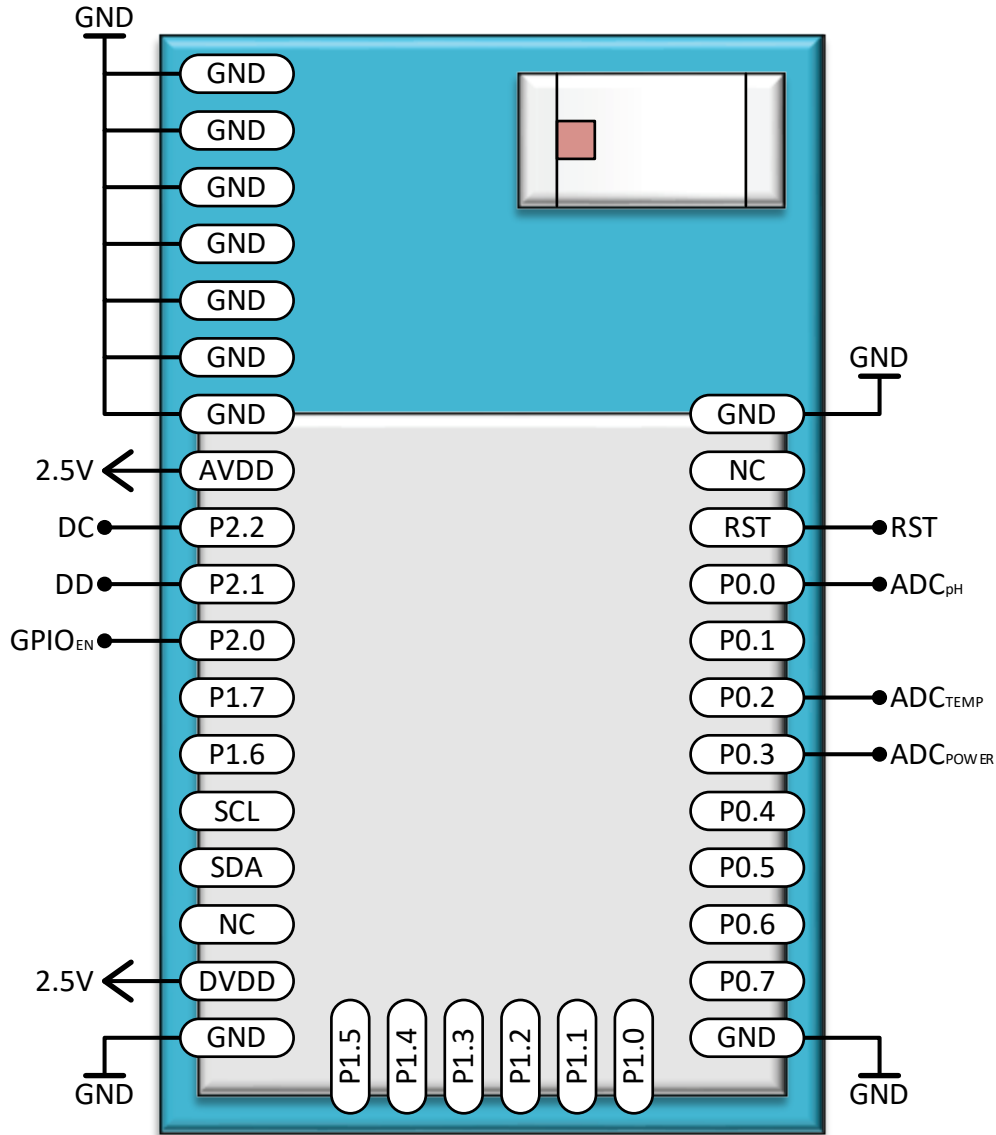 GND
GND
GND
GND
GND
GND
GND
GND
GND
GND
2.5V AVDD NC
DC P2.2 RST RST
DD P2.1 P0.0 ADCpH
GPIOEN P2.0 P0.1
P1.7 P0.2 ADCTEMP
P1.6 P0.3 ADCPOWER
SCL P0.4
SDA P0.5
NC P0.6
2.5V DVDD P0.7
GND GND
P1.5 P1.4 P1.3 P1.2 P1.1 P1.0
GND GND